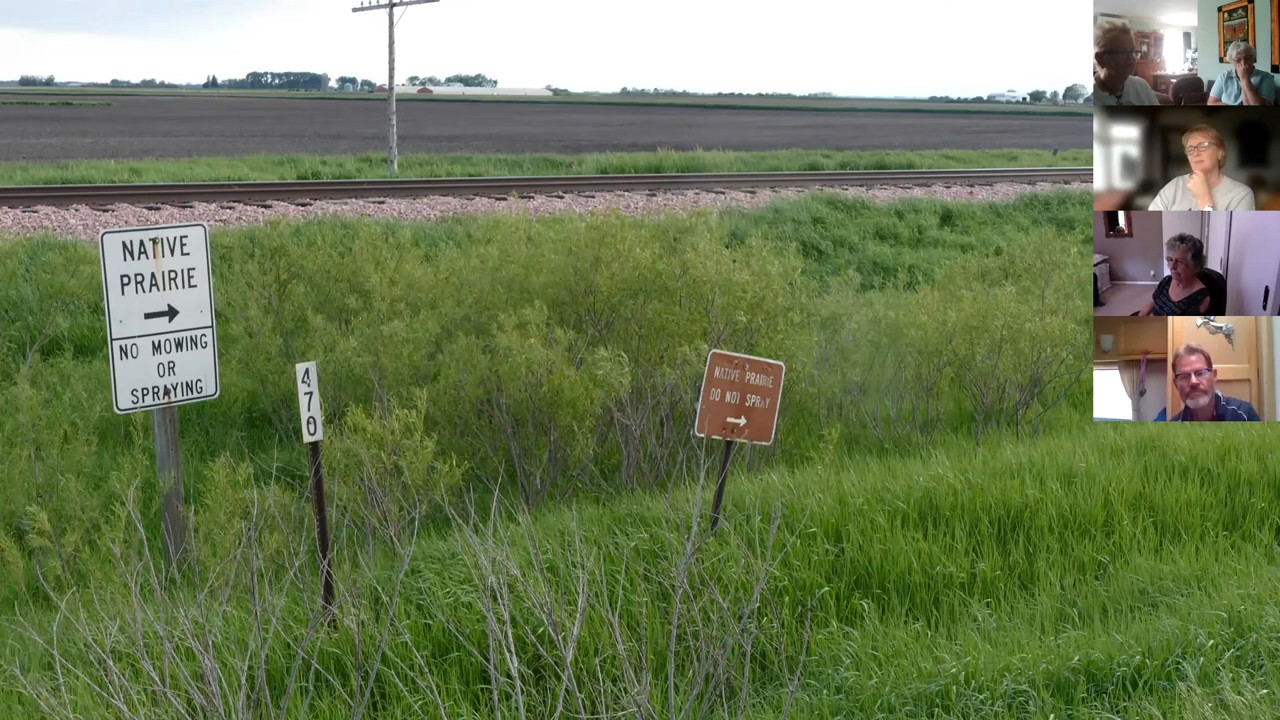 NATIVE
PRAIRIE
NO MOWING
OR
SPRAYING
470
NATIVE PRAIRIE
DO NOT SPRAY